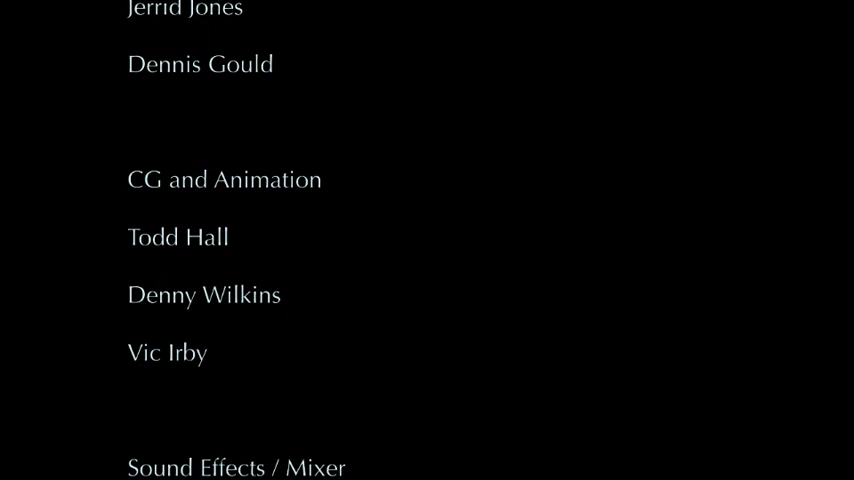 Jerrid Jones
Dennis Gould
CG and Animation
Todd Hall
Denny Wilkins
Vic Irby
Sound Effects / Mixer